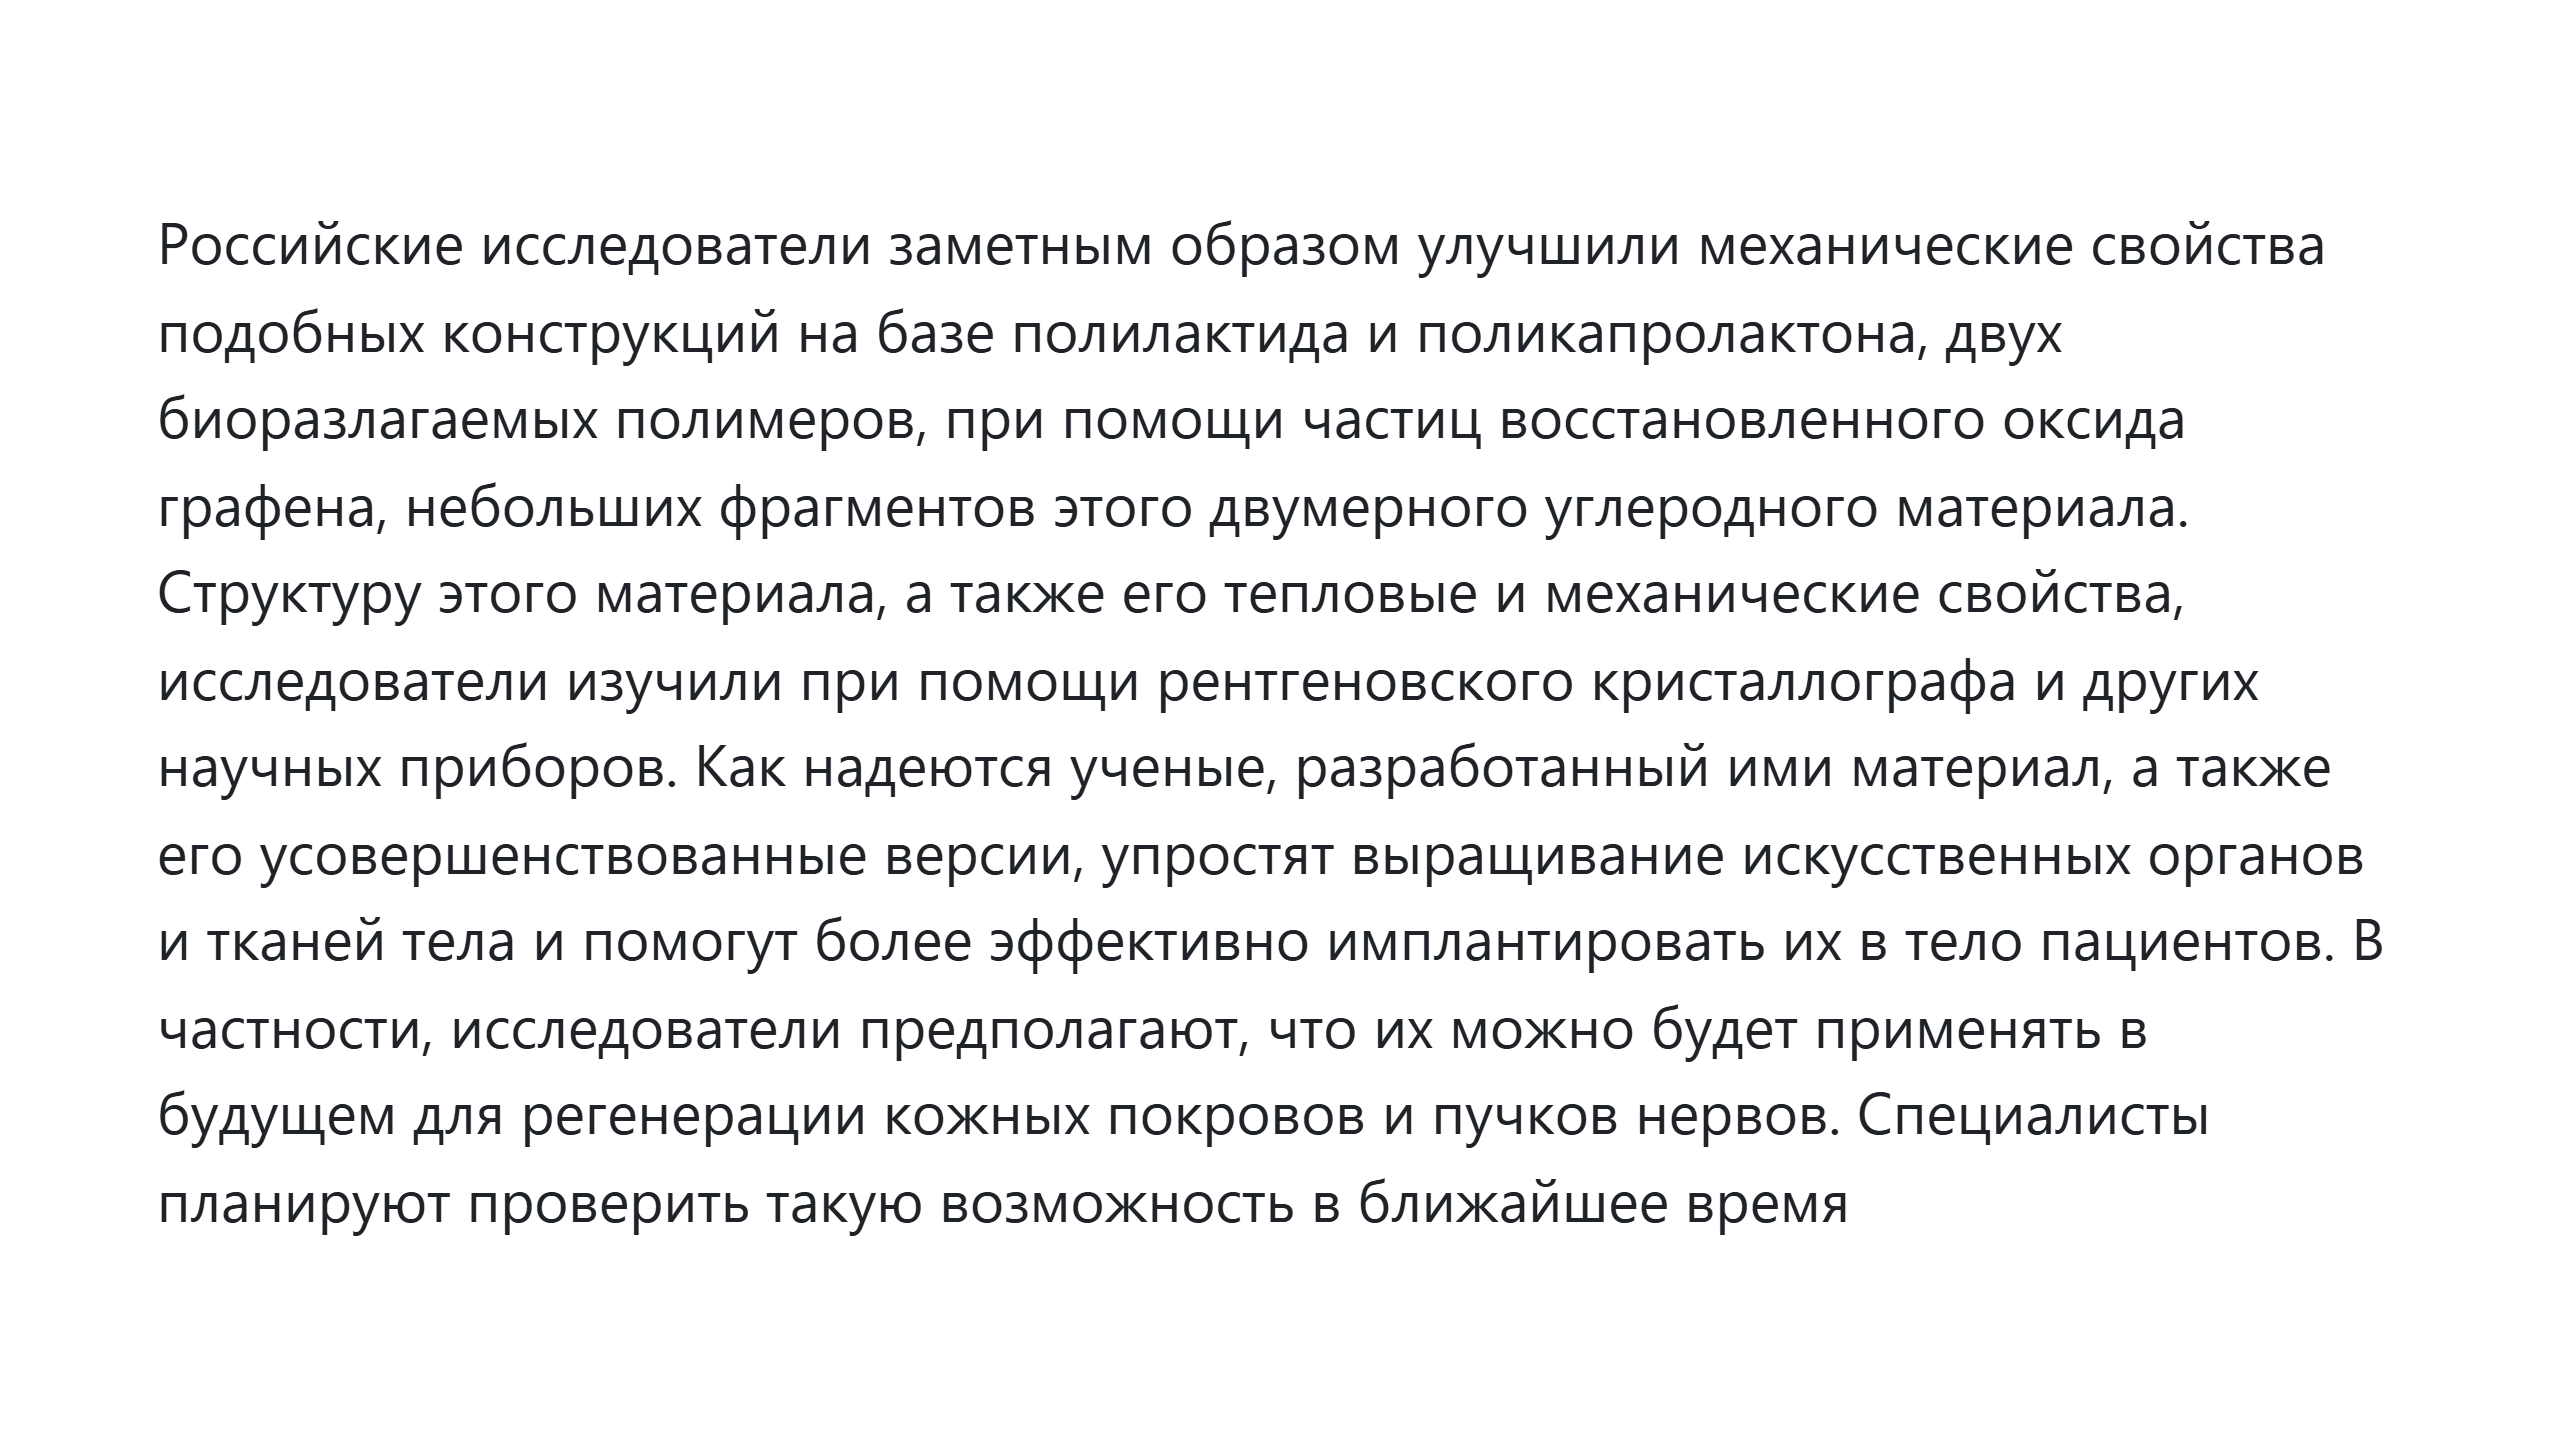 Российские исследователи заметным образом улучшили механические свойства
подобных конструкций на базе полилактида и поликапролактона, двух
биоразлагаемых полимеров, при помощи частиц восстановленного оксида
графена, небольших фрагментов этого двумерного углеродного материала.
Структуру этого материала, а также его тепловые и механические свойства,
исследователи изучили при помощи рентгеновского кристаллографа и других
научных приборов. Как надеются ученые, разработанный ими материал, а также
его усовершенствованные версии, упростят выращивание искусственных органов
и тканей тела и помогут более эффективно имплантировать их в тело пациентов. В
частности, исследователи предполагают, что их можно будет применять в
будущем для регенерации кожных покровов и пучков нервов. Специалисты
планируют проверить такую возможность в ближайшее время